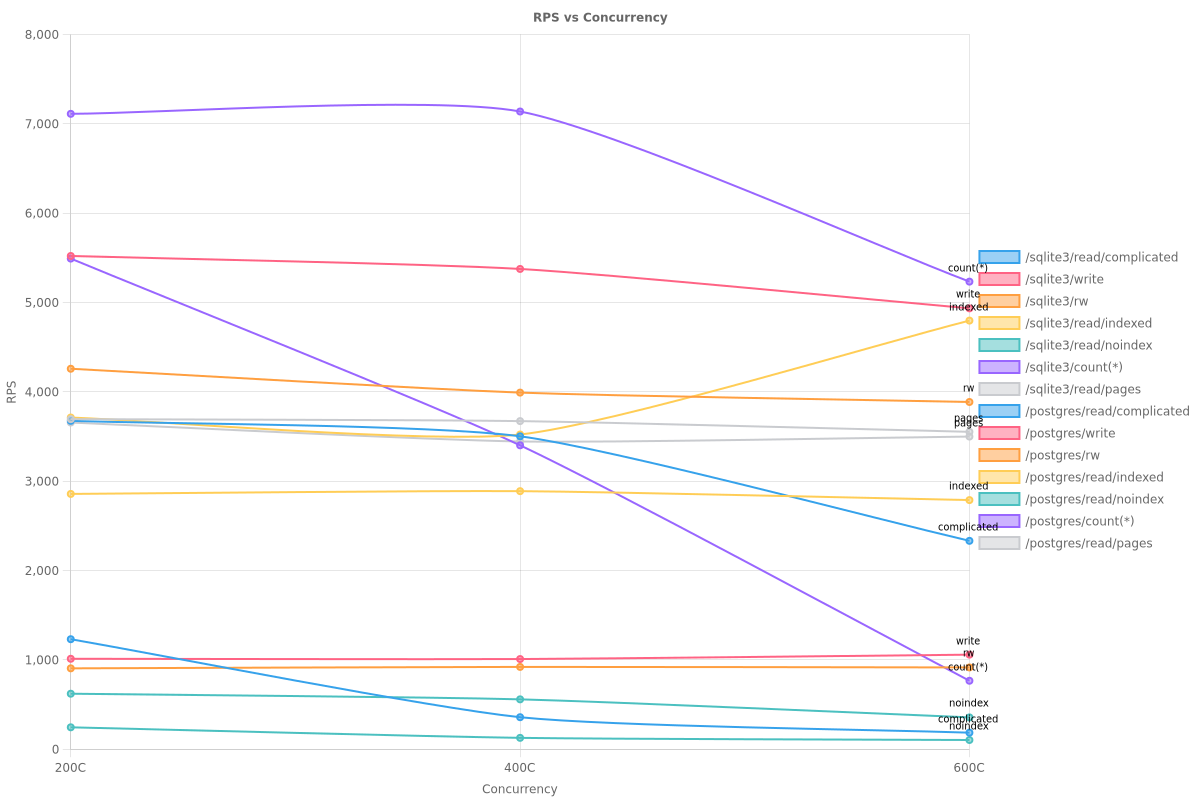 RPS vs Concurrency
8,000
7,000
6,000
5,000
4,000
3,000
2,000
1,000
0
RPS
200C
400C
600C
Concurrency
count(*)
write
indexed
rw
pages
pages
indexed
complicated
write
rw
count(*)
noindex
complicated
noindex
/sqlite3/read/complicated
/sqlite3/write
/sqlite3/rw
/sqlite3/read/indexed
/sqlite3/read/noindex
/sqlite3/count(*)
/sqlite3/read/pages
/postgres/read/complicated
/postgres/write
/postgres/rw
/postgres/read/indexed
/postgres/read/noindex
/postgres/count(*)
/postgres/read/pages